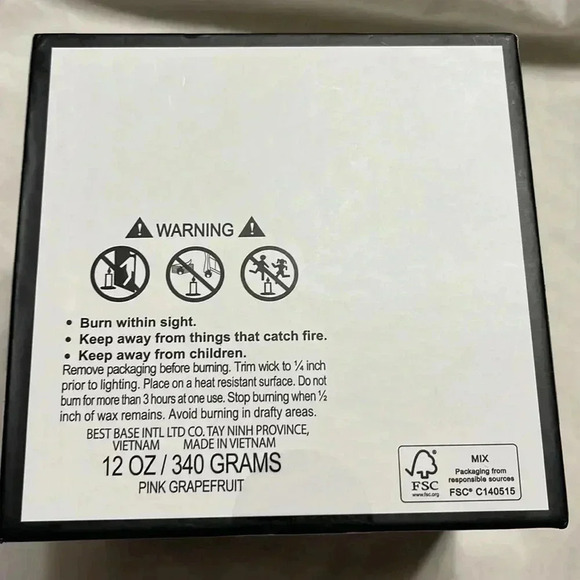 WARNING
• Burn within sight.
• Keep away from things that catch fire.
• Keep away from children.
Remove packaging before burning. Trim wick to ¼ inch
prior to lighting. Place on a heat resistant surface. Do not
burn for more than 3 hours at one use. Stop burning when ½
inch of wax remains. Avoid burning in drafty areas.
BEST BASE INTL LTD CO. TAY NINH PROVINCE,
VIETNAM MADE IN VIETNAM
12 OZ / 340 GRAMS
PINK GRAPEFRUIT
FSC
www.fsc.org
MIX
Packaging from
responsible sources
FSC® C140515